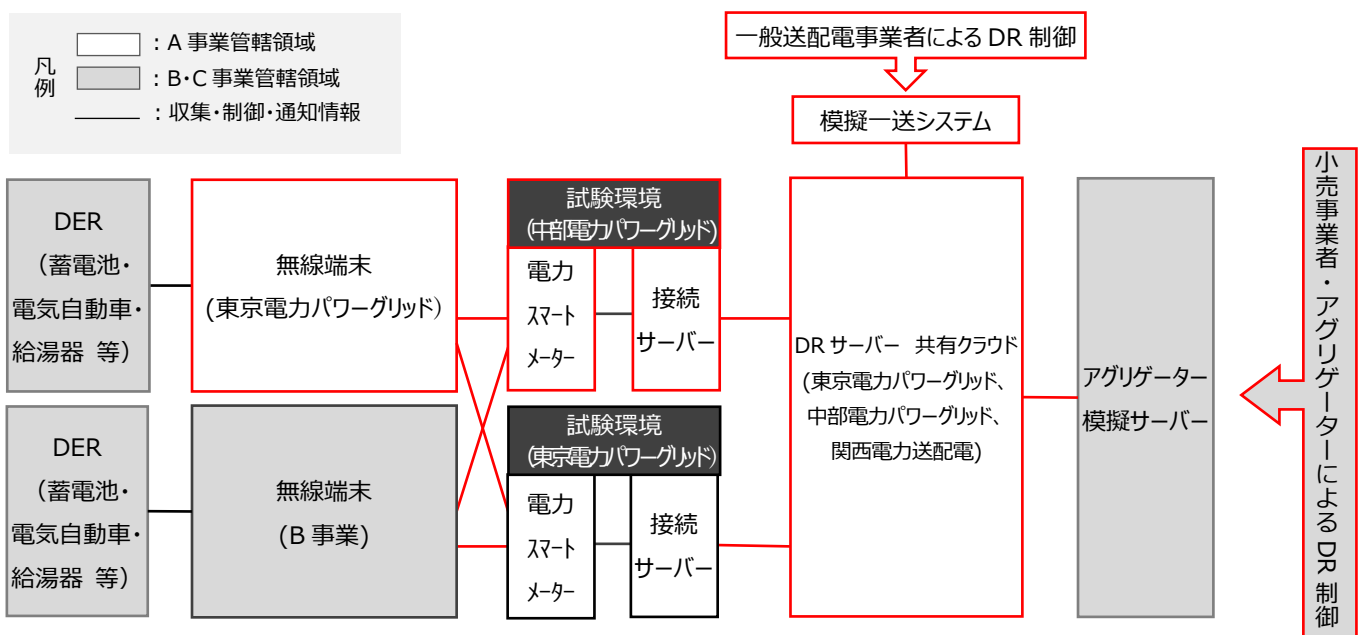 凡
例
：A 事業管轄領域
：B・C 事業管轄領域
：収集・制御・通知情報
一般送配電事業者による DR 制御
模擬一送システム
DER
（蓄電池・
電気自動車・
給湯器 等）
無線端末
(東京電力パワーグリッド）
試験環境
(中部電力パワーグリッド)
電力
スマート
メーター
接続
サーバー
DER
（蓄電池・
電気自動車・
給湯器 等）
無線端末
(B 事業)
試験環境
(東京電力パワーグリッド）
電力
スマート
メーター
接続
サーバー
DR サーバー 共有クラウド
(東京電力パワーグリッド、
中部電力パワーグリッド、
関西電力送配電)
アグリゲーター
模擬サーバー
小売事業者・アグリゲーターによる DR 制御